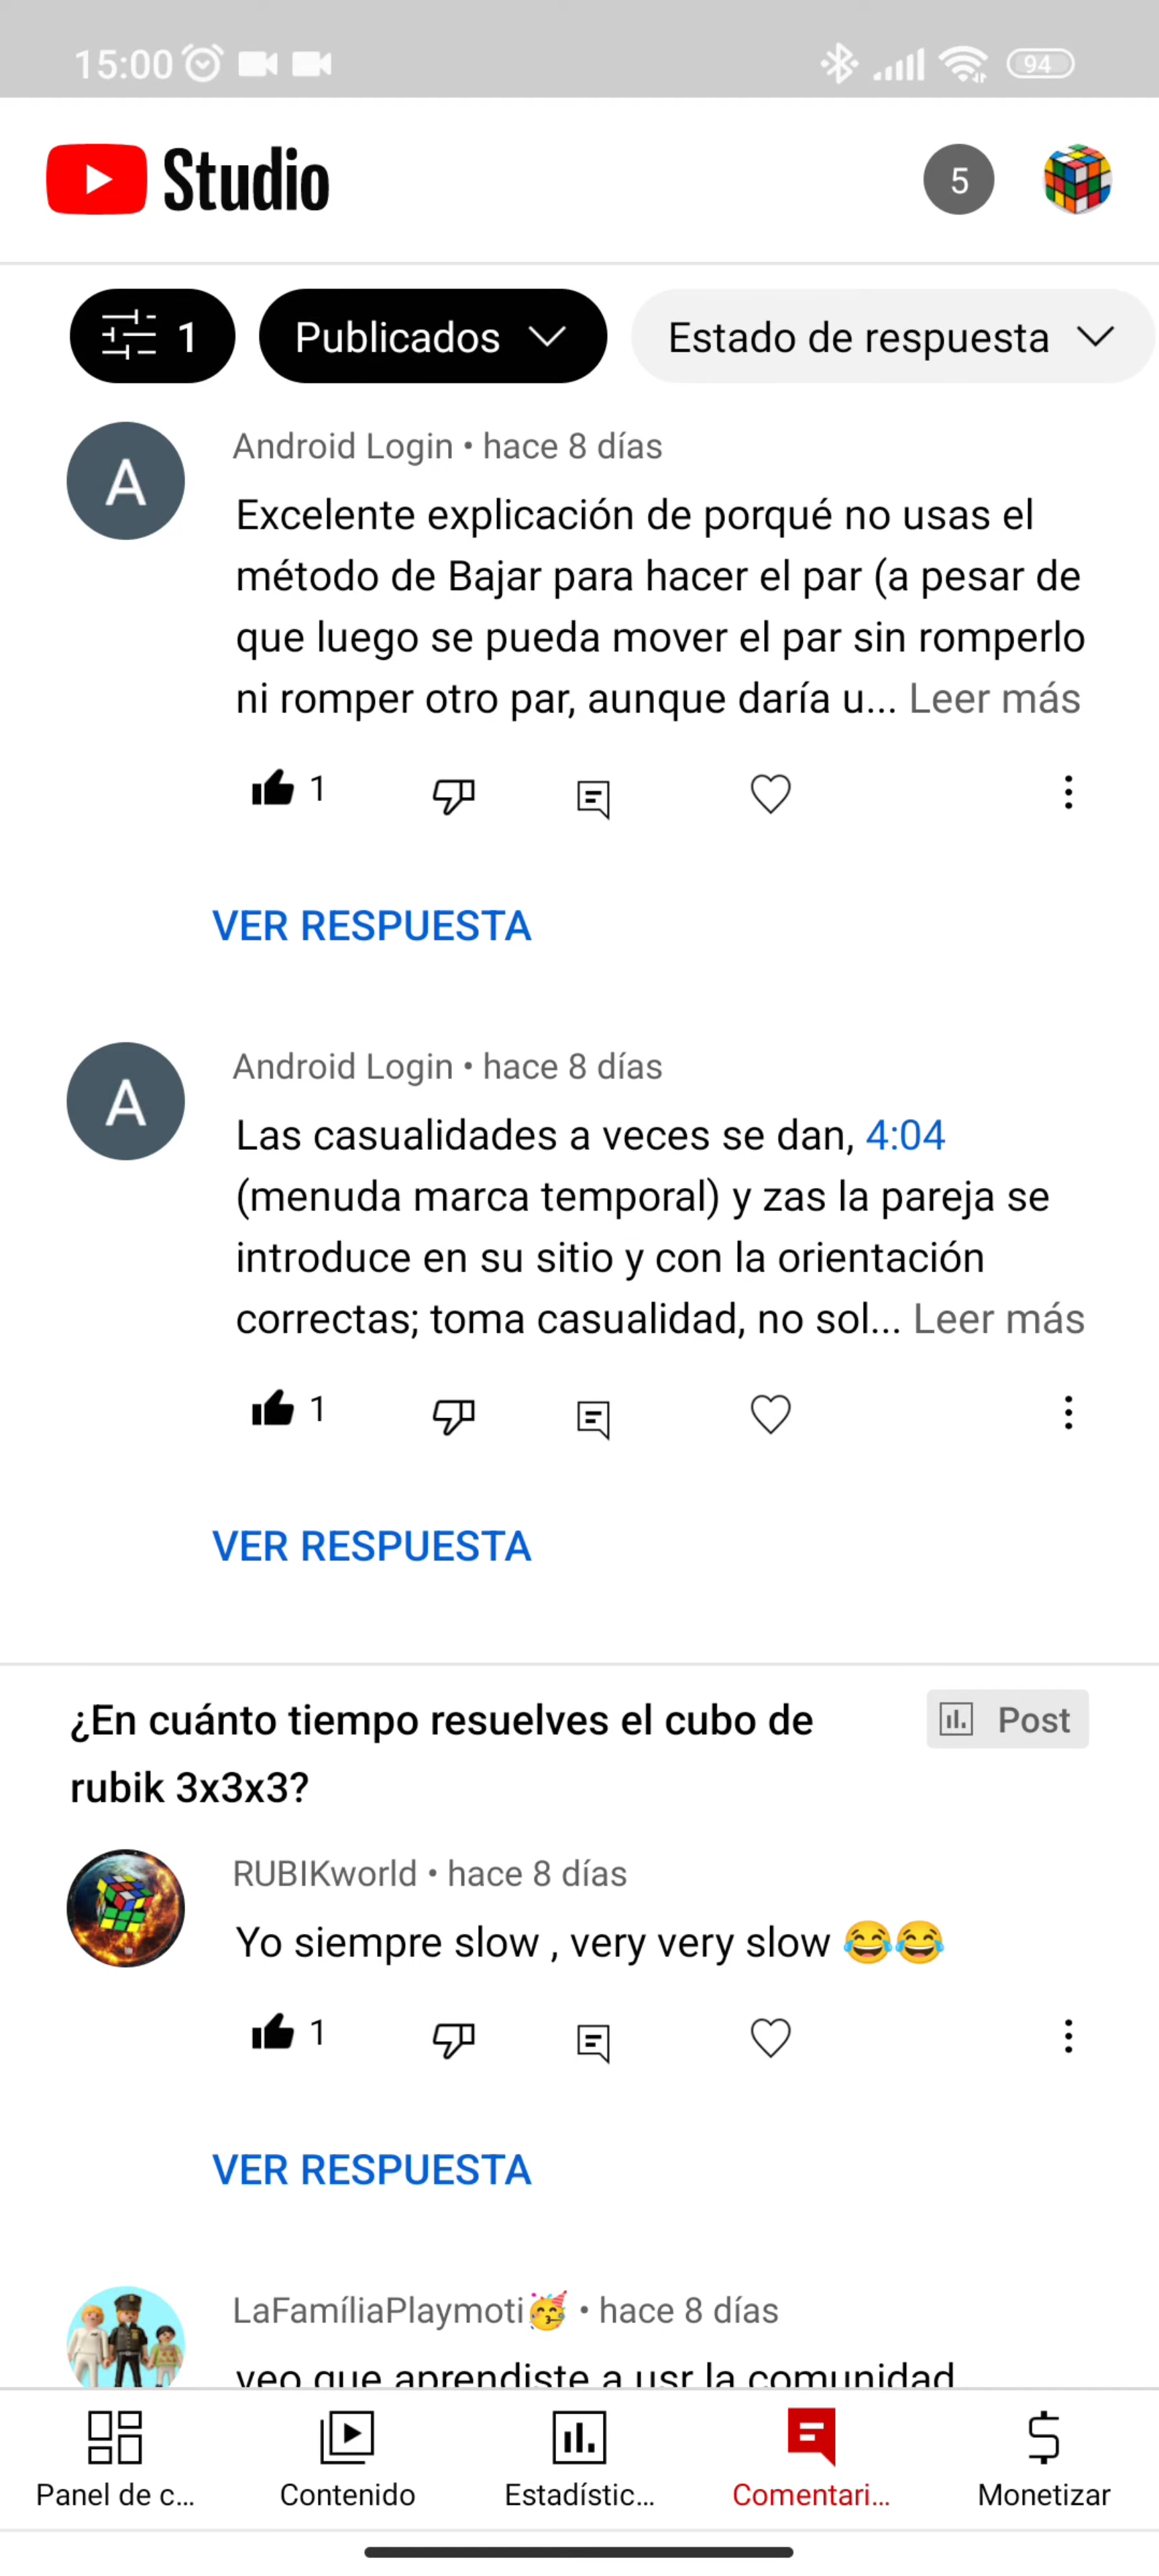 15:00 94
Studio 5
1 Publicados Estado de respuesta
A Android Login • hace 8 días
Excelente explicación de porqué no usas el
método de Bajar para hacer el par (a pesar de
que luego se pueda mover el par sin romperlo
ni romper otro par, aunque daría u... Leer más
1
VER RESPUESTA
A Android Login • hace 8 días
Las casualidades a veces se dan, 4:04
(menuda marca temporal) y zas la pareja se
introduce en su sitio y con la orientación
correctas; toma casualidad, no sol... Leer más
1
VER RESPUESTA
¿En cuánto tiempo resuelves el cubo de Post
rubik 3x3x3?
RUBIKworld • hace 8 días
Yo siempre slow , very very slow 😂😂
1
VER RESPUESTA
LaFamíliaPlaymoti🥳 • hace 8 días
veo que aprendiste a usr la comunidad
Panel de c... Contenido Estadístic... Comentari... Monetizar